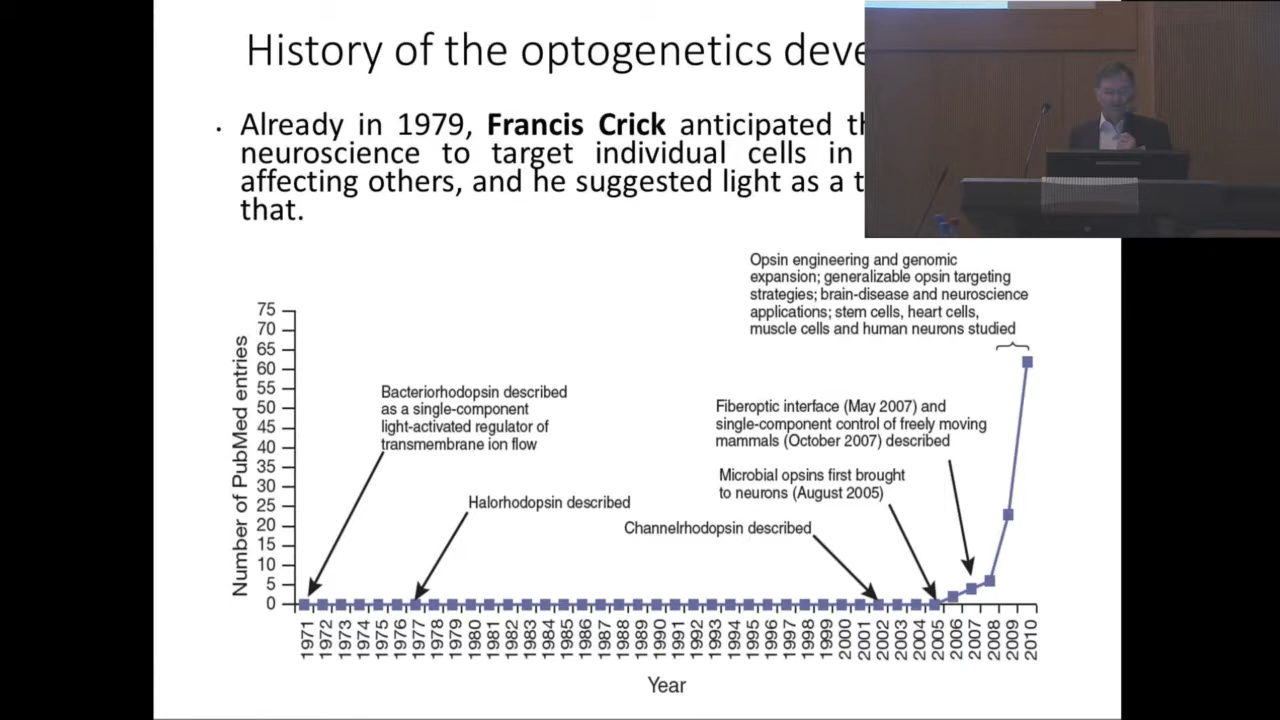 History of the optogenetics
Already in 1979, Francis Crick anticipated
neuroscience to target individual cells in
affecting others, and he suggested light as a
that.
Opsin engineering and genomic
expansion; generalizable opsin targeting
strategies; brain-disease and neuroscience
applications; stem cells, heart cells,
muscle cells and human neurons studied
Bacteriorhodopsin described
as a single-component
light-activated regulator of
transmembrane ion flow
Fiberoptic interface (May 2007) and
single-component control of freely moving
mammals (October 2007) described
Microbial opsins first brought
to neurons (August 2005)
Halorhodopsin described
Channelrhodopsin described
Number of PubMed entries
75
70
65
60
55
50
45
40
35
30
25
20
15
10
5
0
1971 1972 1973 1974 1975 1976 1977 1978 1979 1980 1981 1982 1983 1984 1985 1986 1987 1988 1989 1990 1991 1992 1993 1994 1995 1996 1997 1998 1999 2000 2001 2002 2003 2004 2005 2006 2007 2008 2009 2010
Year